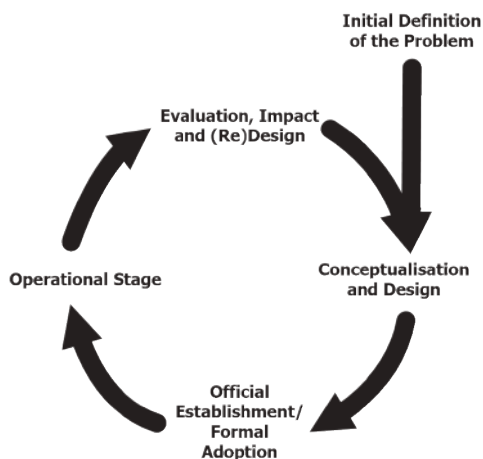 Initial Definition
of the Problem
Evaluation, Impact
and (Re)Design
Conceptualisation
and Design
Operational Stage
Official
Establishment/
Formal
Adoption